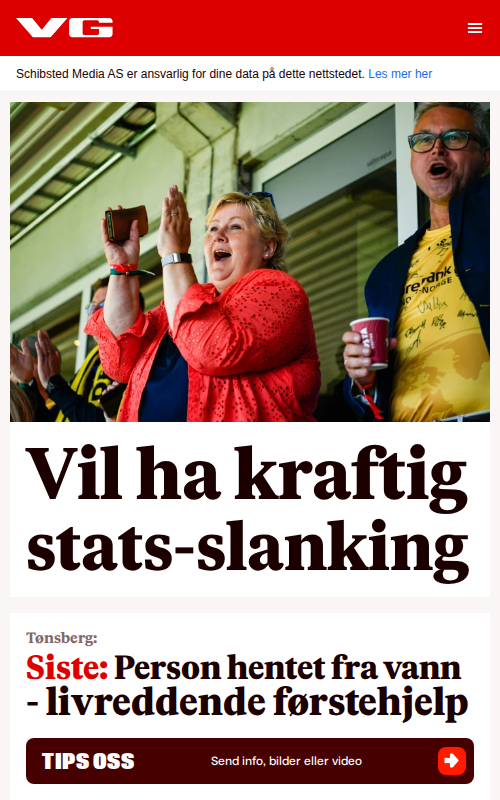 VG
Schibsted Media AS er ansvarlig for dine data på dette nettstedet. Les mer her
Vil ha kraftig
stats-slanking
Tønsberg:
Siste: Person hentet fra vann
- livreddende førstehjelp
TIPS OSS
Send info, bilder eller video